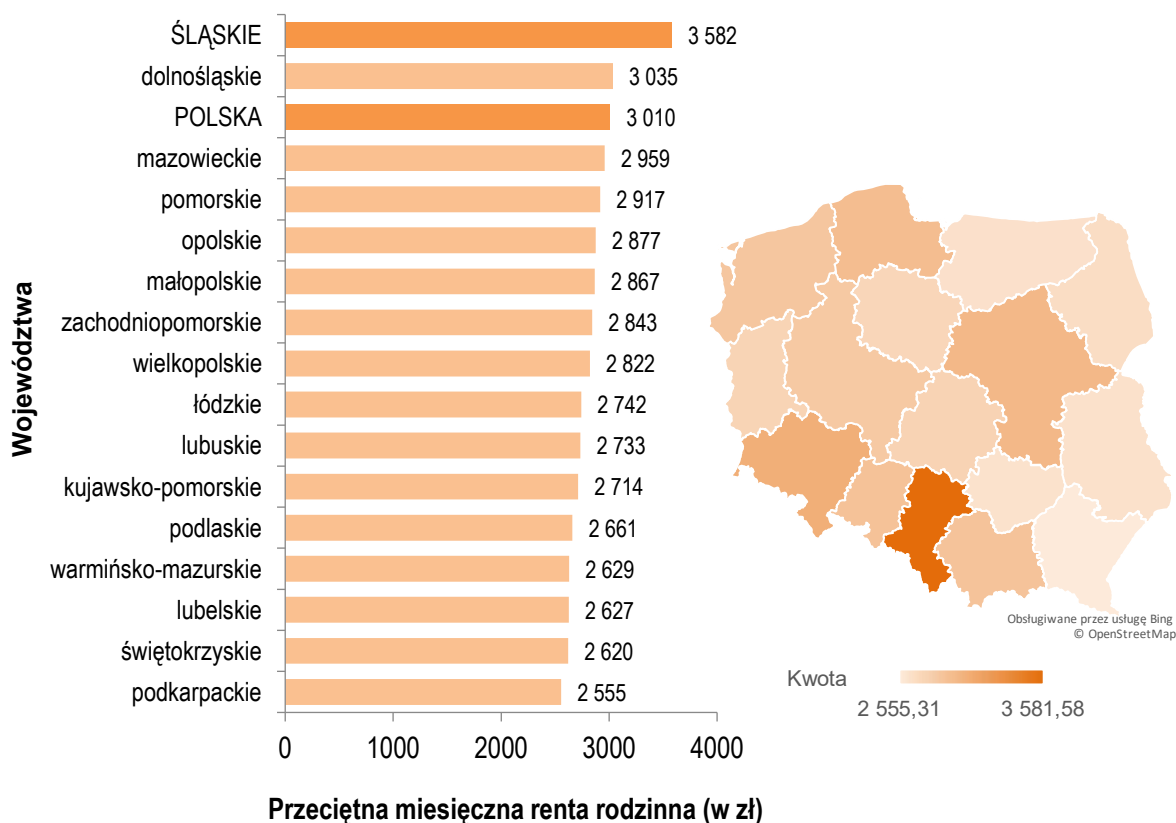 Województwa
ŚLĄSKIE 3 582
dolnośląskie 3 035
POLSKA 3 010
mazowieckie 2 959
pomorskie 2 917
opolskie 2 877
małopolskie 2 867
zachodniopomorskie 2 843
wielkopolskie 2 822
łódzkie 2 742
lubuskie 2 733
kujawsko-pomorskie 2 714
podlaskie 2 661
warmińsko-mazurskie 2 629
lubelskie 2 627
świętokrzyskie 2 620
podkarpackie 2 555
0 1000 2000 3000 4000
Przeciętna miesięczna renta rodzinna (w zł)
Obsługiwane przez usługę Bing
© OpenStreetMap
Kwota
2 555,31 3 581,58